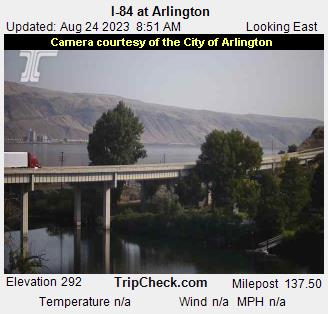 I-84 at Arlington
Updated: Aug 24 2023 8:51 AM Looking East
Camera courtesy of the City of Arlington
Elevation 292 TripCheck.com Milepost 137.50
Temperature n/a Wind n/a MPH n/a